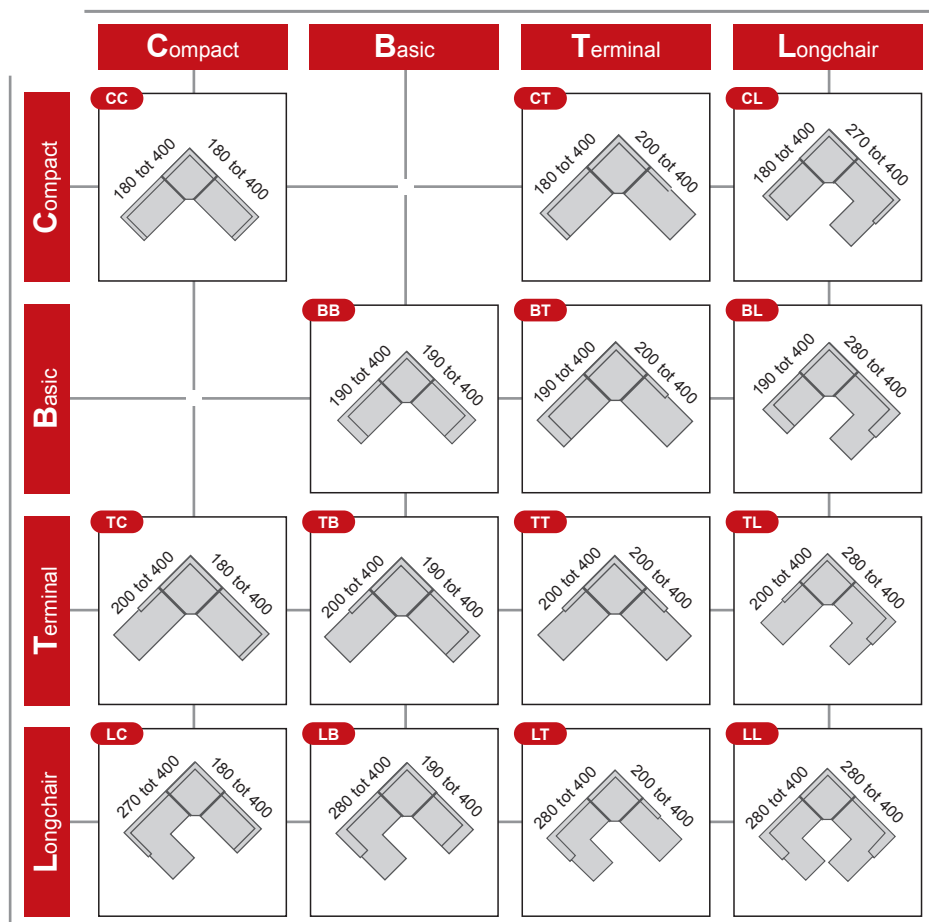 Compact
Basic
Terminal
Longchair
Compact
CC
180 tot 400
180 tot 400
CT
180 tot 400
200 tot 400
CL
180 tot 400
270 tot 400
Basic
BB
190 tot 400
190 tot 400
BT
190 tot 400
200 tot 400
BL
190 tot 400
280 tot 400
Terminal
TC
200 tot 400
180 tot 400
TB
200 tot 400
190 tot 400
TT
200 tot 400
200 tot 400
TL
200 tot 400
280 tot 400
Longchair
LC
270 tot 400
180 tot 400
LB
280 tot 400
190 tot 400
LT
280 tot 400
200 tot 400
LL
280 tot 400
280 tot 400